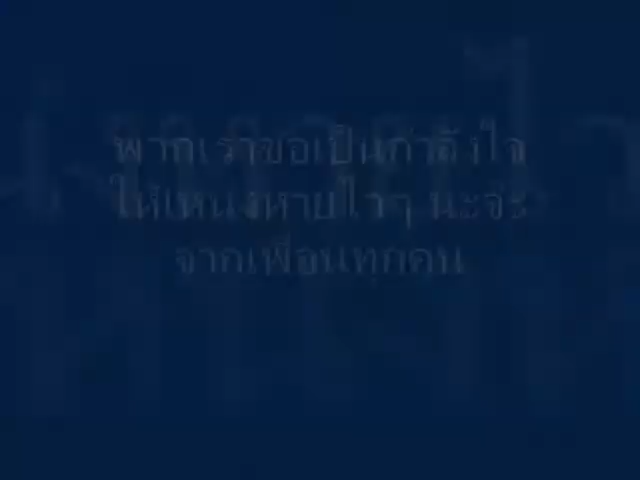 พวกเราขอเป็นกำลังใจ
ให้เหน่งหายไวๆ นะจ๊ะ
จากเพื่อนทุกคน